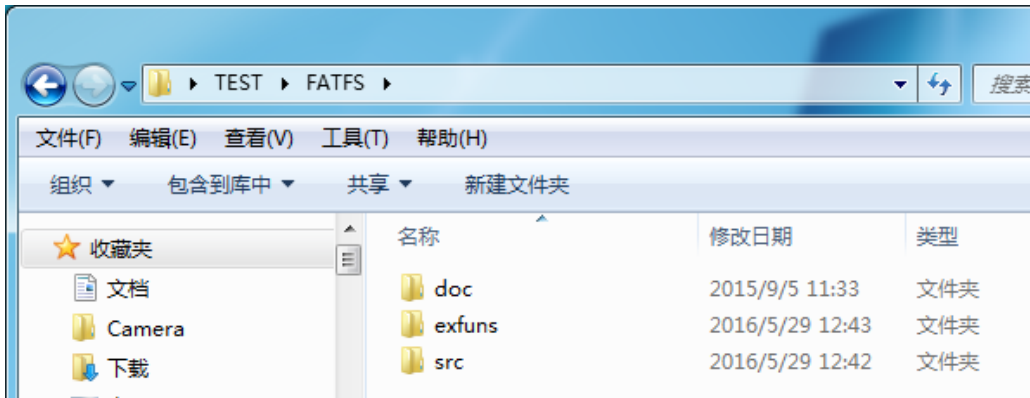 TEST FATFS 搜索
文件(F) 编辑(E) 查看(V) 工具(T) 帮助(H)
组织 包含到库中 共享 新建文件夹
收藏夹 名称 修改日期 类型
文档 doc 2015/9/5 11:33 文件夹
Camera exfuns 2016/5/29 12:43 文件夹
下载 src 2016/5/29 12:42 文件夹